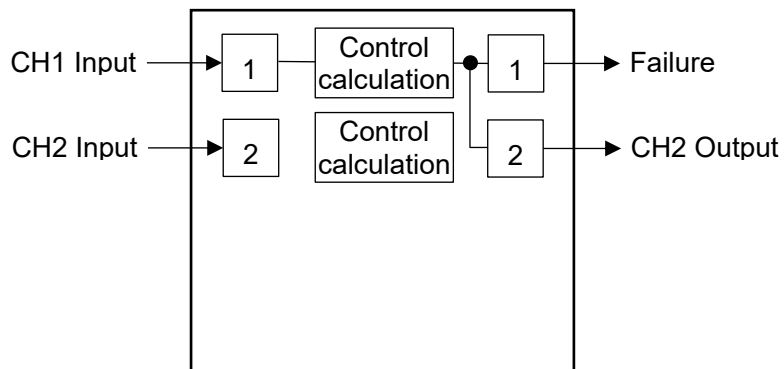 CH1 Input
1
Control
calculation
1
Failure
CH2 Input
2
Control
calculation
2
CH2 Output